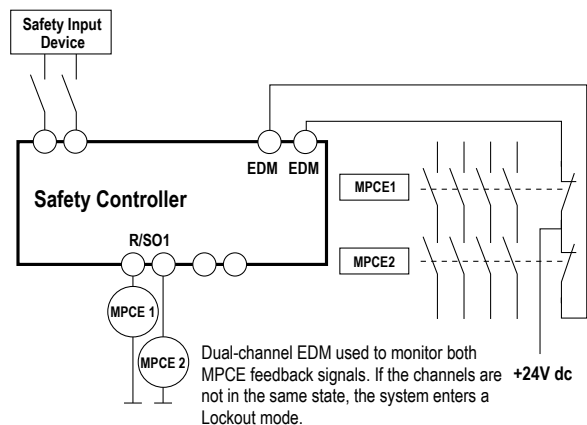 Safety Input
Device
EDM EDM
Safety Controller
MPCE1
R/SO1
MPCE2
MPCE 1
MPCE 2
Dual-channel EDM used to monitor both
MPCE feedback signals. If the channels are
not in the same state, the system enters a
Lockout mode.
+24V dc